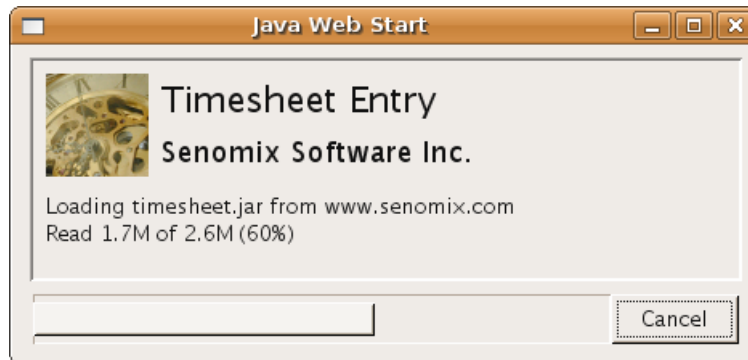 Java Web Start
Timesheet Entry
Senomix Software Inc.
Loading timesheet.jar from www.senomix.com
Read 1.7M of 2.6M (60%)
Cancel